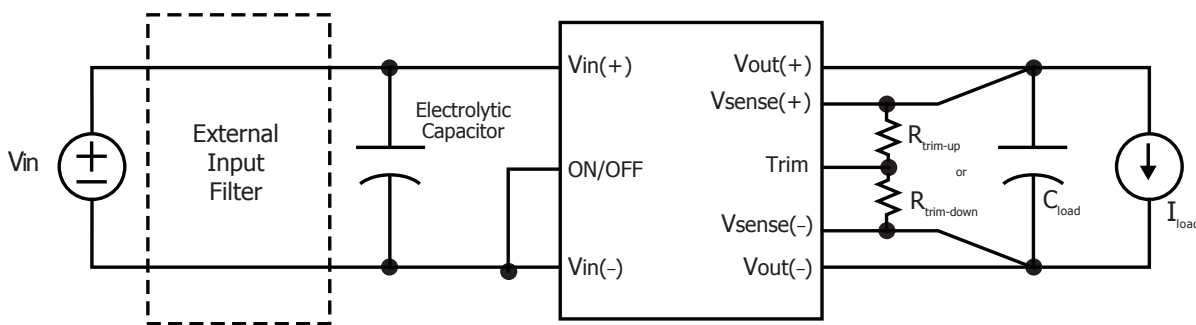 Vin
External
Input
Filter
Electrolytic
Capacitor
Vin(+)
ON/OFF
Vin(−)
Vout(+)
Vsense(+)
Trim
Vsense(−)
Vout(−)
Rtrim-up
or
Rtrim-down
Cload
Iload